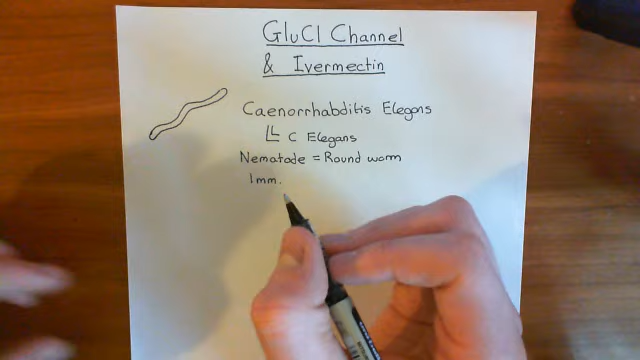 GluCl Channel
& Ivermectin
Caenorrhabditis Elegans
C Elegans
Nematode = Round worm
1mm.